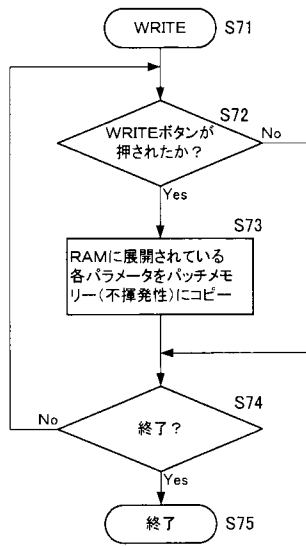 WRITE S71
S72
WRITEボタンが
押されたか? No
Yes
S73
RAMに展開されている
各パラメータをパッチメモ
リー(不揮発性)にコピー
S74
No 終了?
Yes
終了 S75